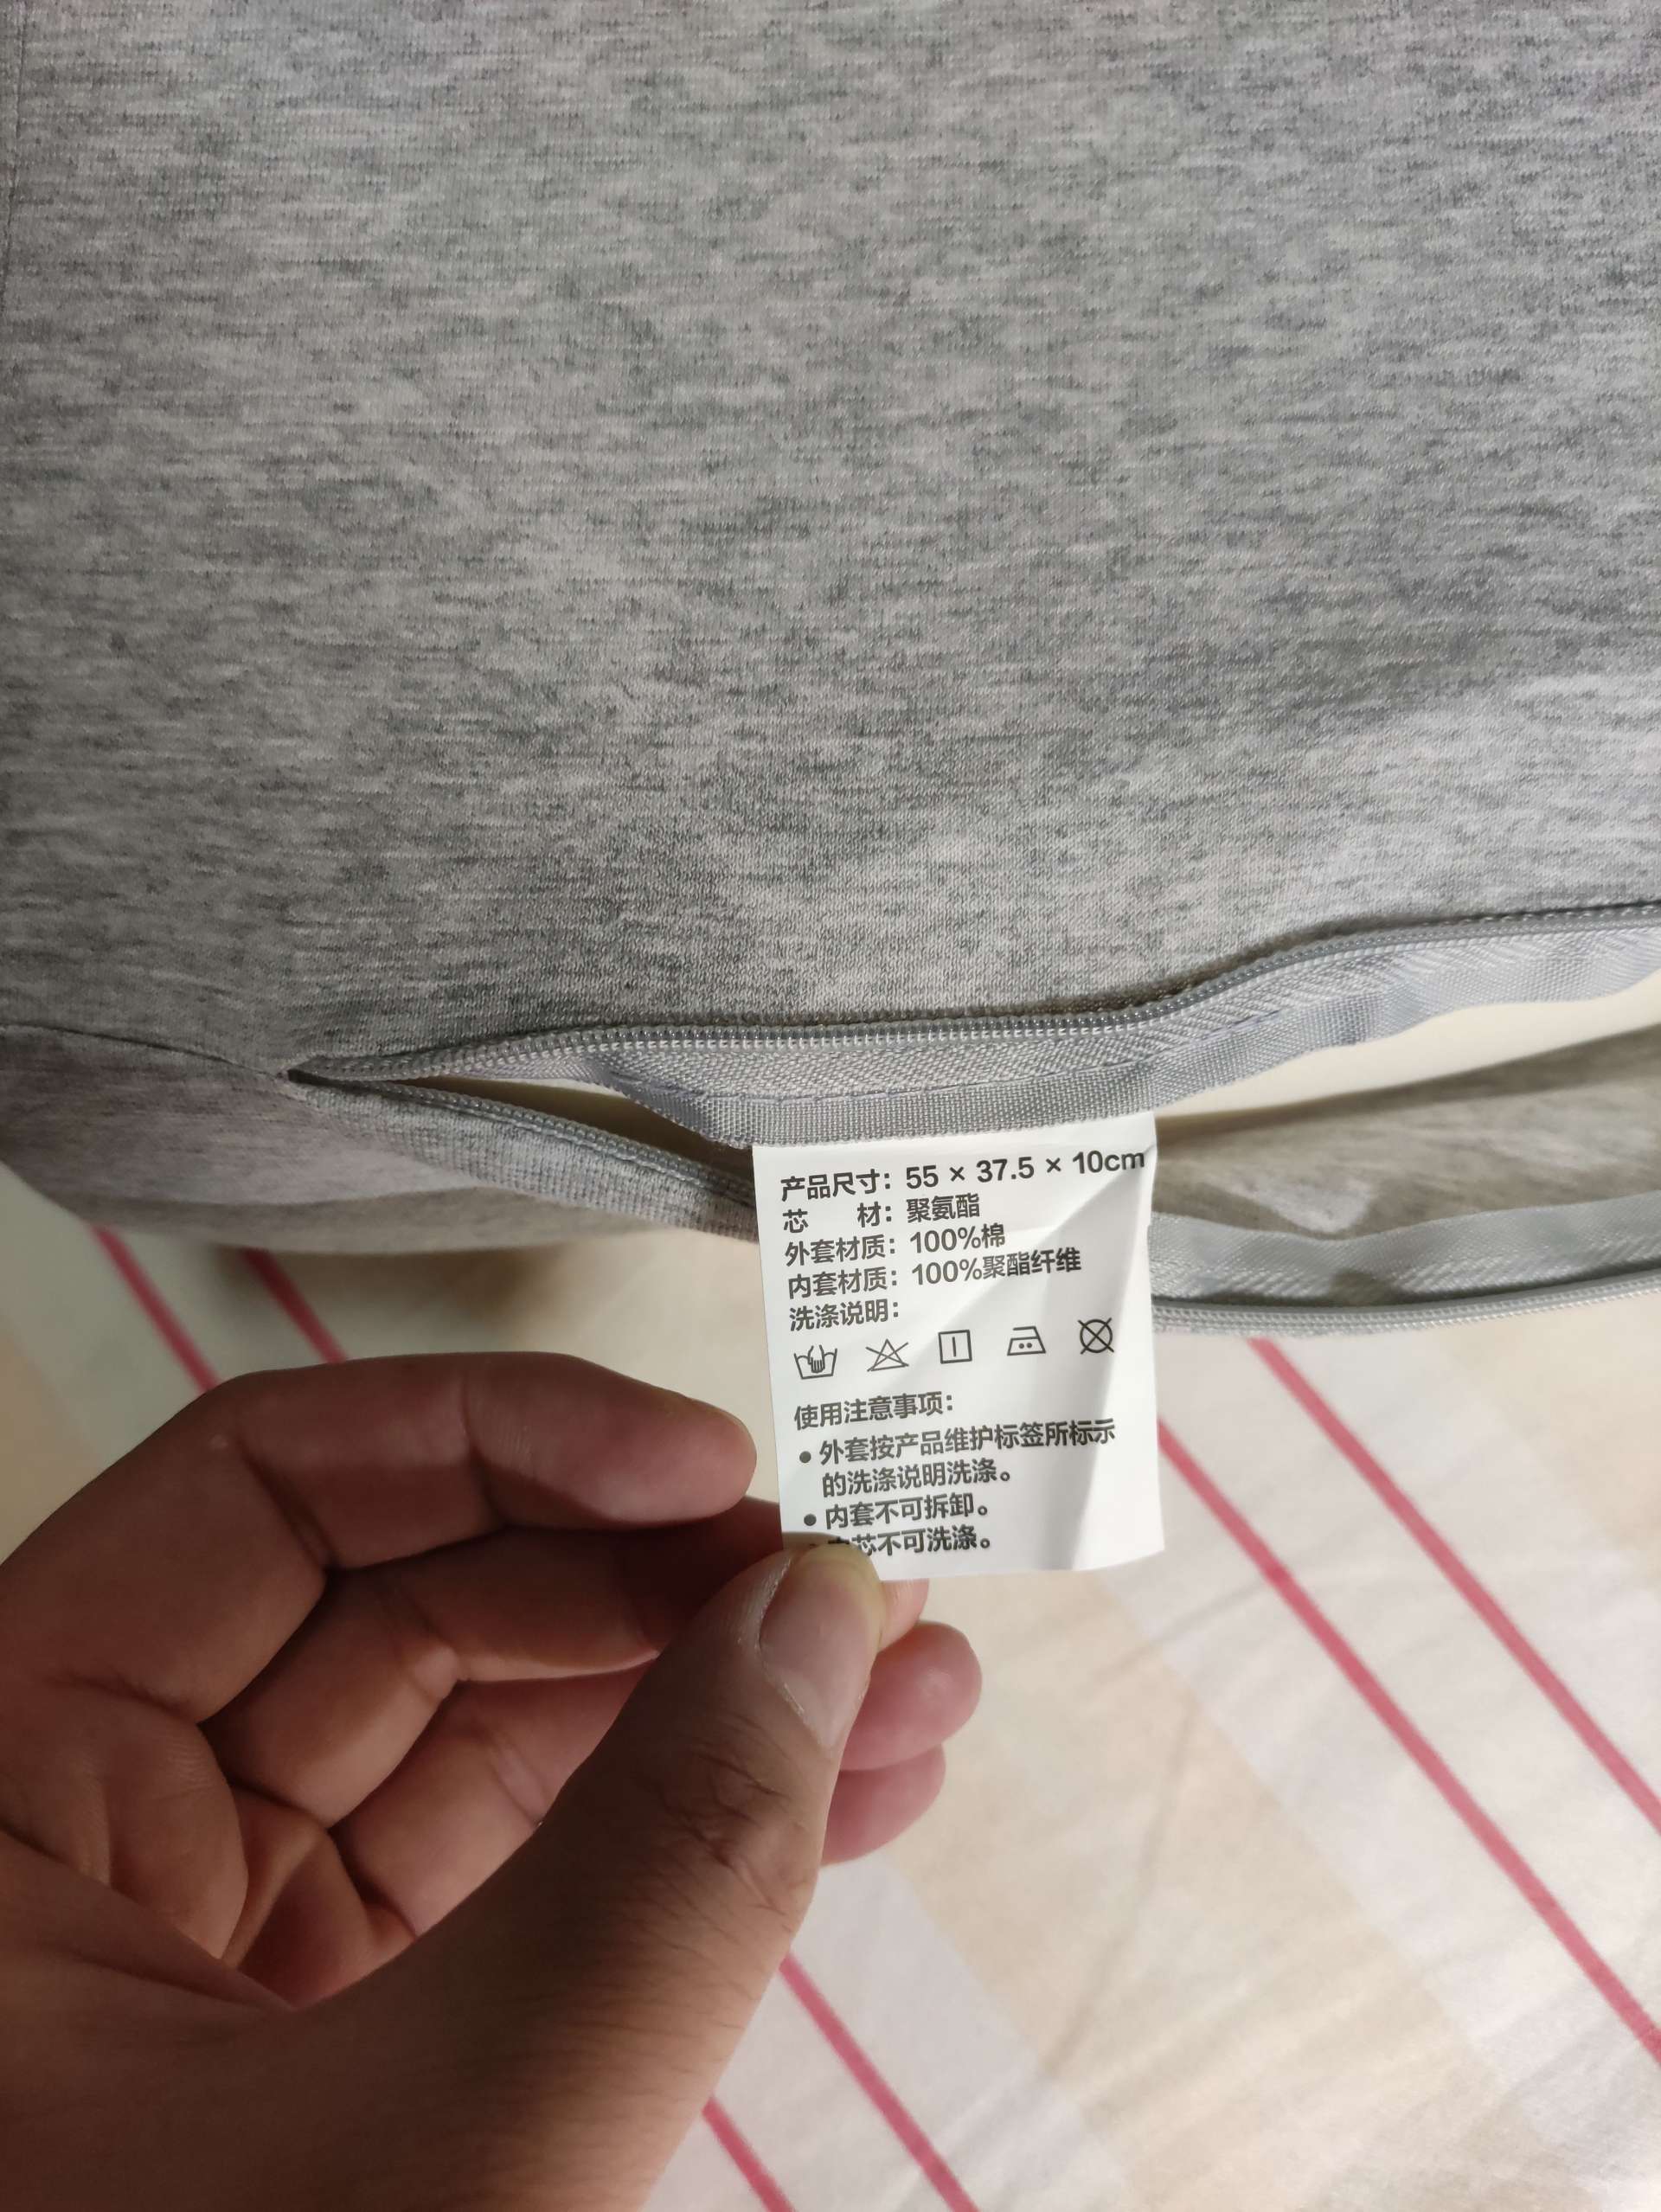 产品尺寸：55 × 37.5 × 10cm
芯 材：聚氨酯
外套材质：100%棉
内套材质：100%聚酯纤维
洗涤说明：
使用注意事项：
● 外套按产品维护标签所标示
的洗涤说明洗涤。
● 内套不可拆卸。
芯不可洗涤。